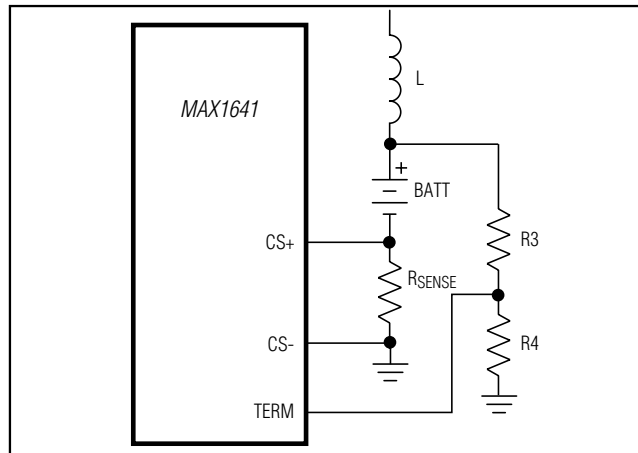 MAX1641
L
+
BATT
CS+
RSENSE
R3
CS-
R4
TERM